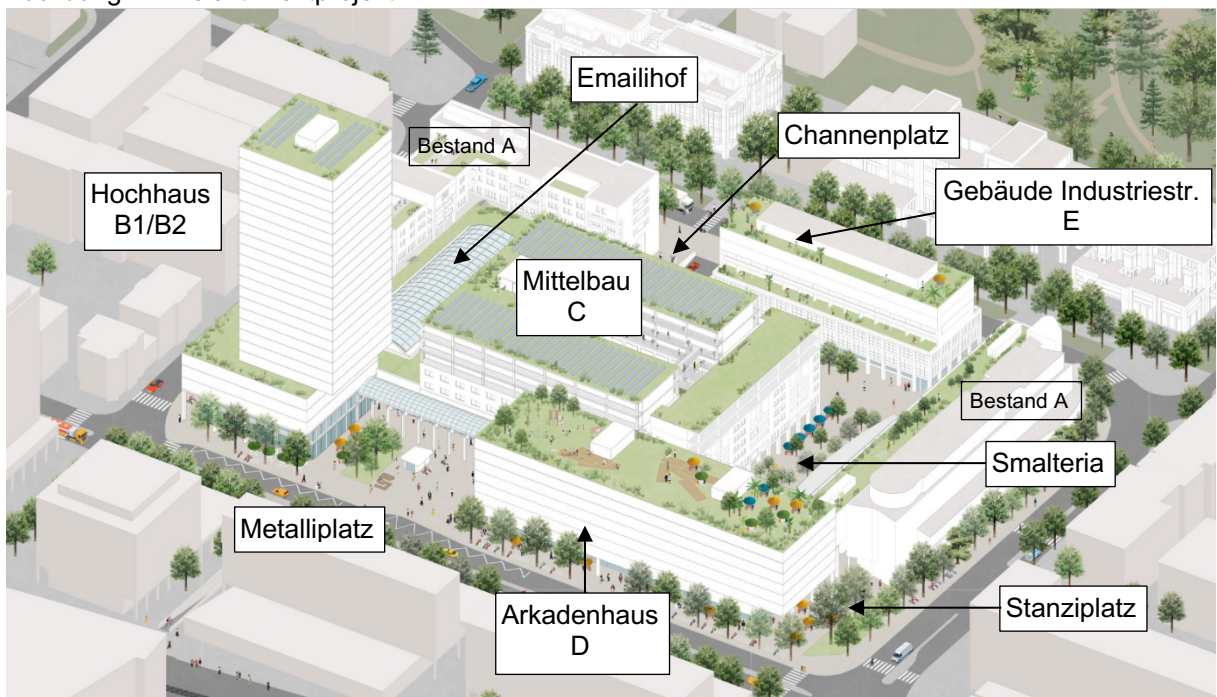 Emailihof
Bestand A
Channenplatz
Hochhaus
B1/B2
Gebäude Industriestr.
E
Mittelbau
C
Bestand A
Smalteria
Metalliplatz
Arkadenhaus
D
Stanziplatz